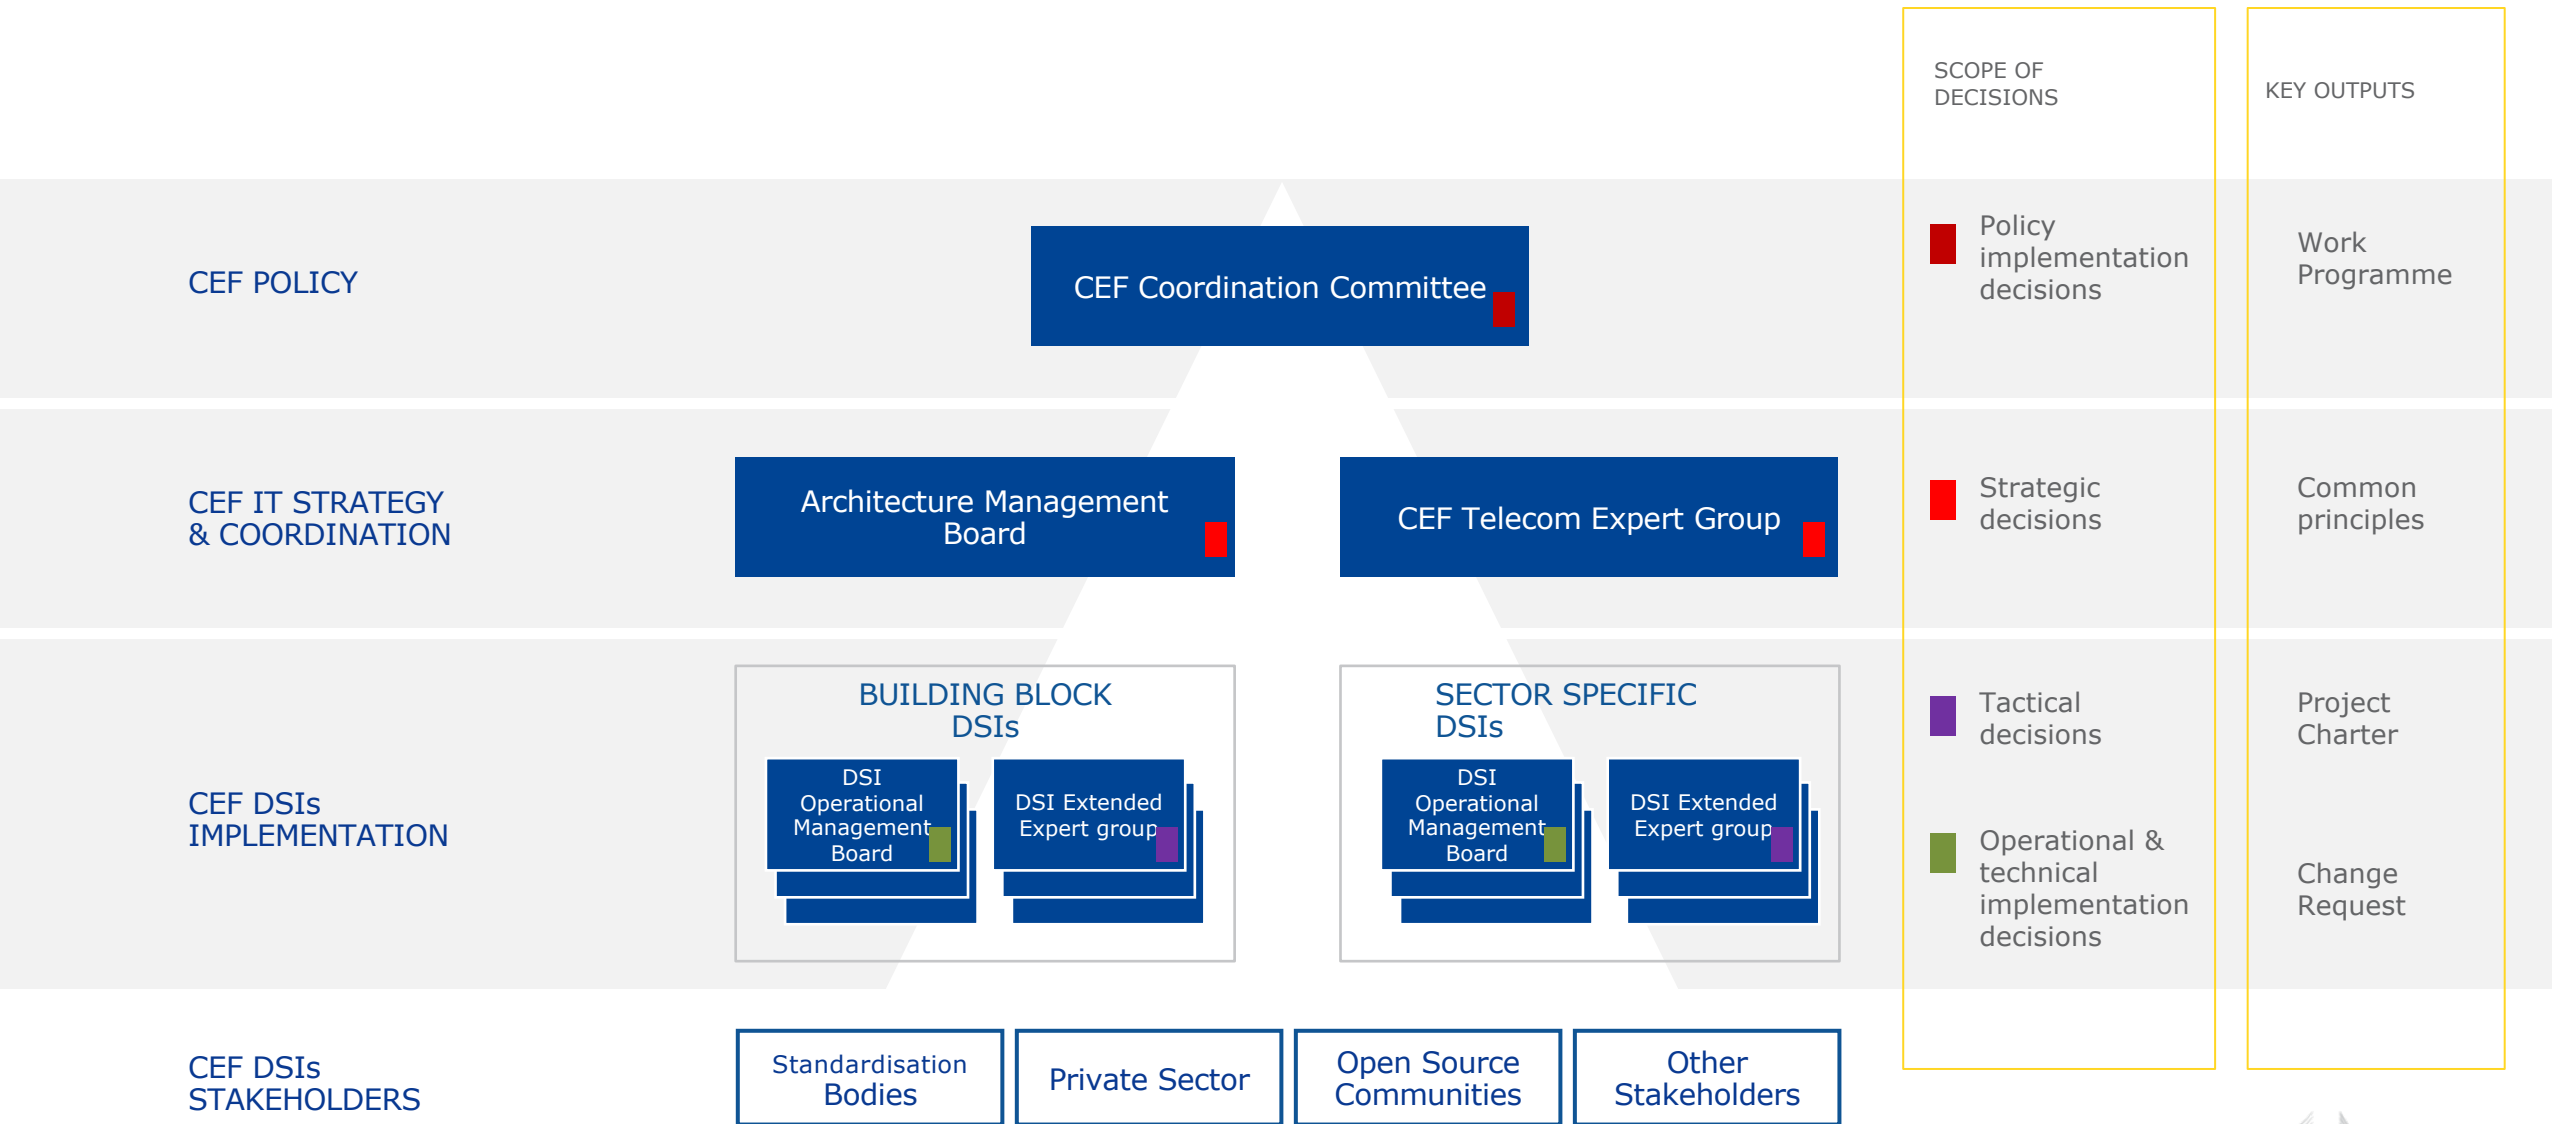 SCOPE OF
DECISIONS
KEY OUTPUTS
CEF POLICY
CEF Coordination Committee
Policy
implementation
decisions
Work
Programme
CEF IT STRATEGY
& COORDINATION
Architecture Management
Board
CEF Telecom Expert Group
Strategic
decisions
Common
principles
CEF DSIs
IMPLEMENTATION
BUILDING BLOCK
DSIs
DSI
Operational
Management
Board
DSI Extended
Expert group
SECTOR SPECIFIC
DSIs
DSI
Operational
Management
Board
DSI Extended
Expert group
Tactical
decisions
Project
Charter
Operational &
technical
implementation
decisions
Change
Request
CEF DSIs
STAKEHOLDERS
Standardisation
Bodies
Private Sector
Open Source
Communities
Other
Stakeholders